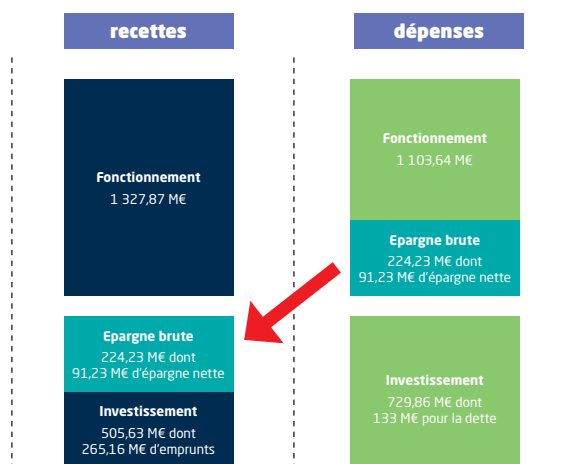 recettes
dépenses
Fonctionnement
1 327,87 M€
Fonctionnement
1 103,64 M€
Epargne brute
224,23 M€ dont
91,23 M€ d'épargne nette
Epargne brute
224,23 M€ dont
91,23 M€ d'épargne nette
Investissement
505,63 M€ dont
265,16 M€ d'emprunts
Investissement
729,86 M€ dont
133 M€ pour la dette